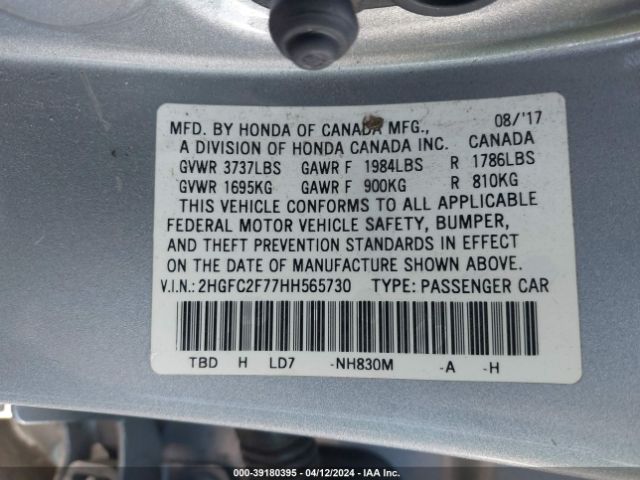 08/'17
MFD. BY HONDA OF CANADA MFG.,
A DIVISION OF HONDA CANADA INC. CANADA
GVWR 3737LBS GAWR F 1984LBS R 1786LBS
GVWR 1695KG GAWR F 900KG R 810KG
THIS VEHICLE CONFORMS TO ALL APPLICABLE
FEDERAL MOTOR VEHICLE SAFETY, BUMPER,
AND THEFT PREVENTION STANDARDS IN EFFECT
ON THE DATE OF MANUFACTURE SHOWN ABOVE.
V.I.N.: 2HGFC2F77HH565730 TYPE: PASSENGER CAR
TBD H LD7 -NH830M -A -H
000-39180395 - 04/12/2024 - IAA Inc.